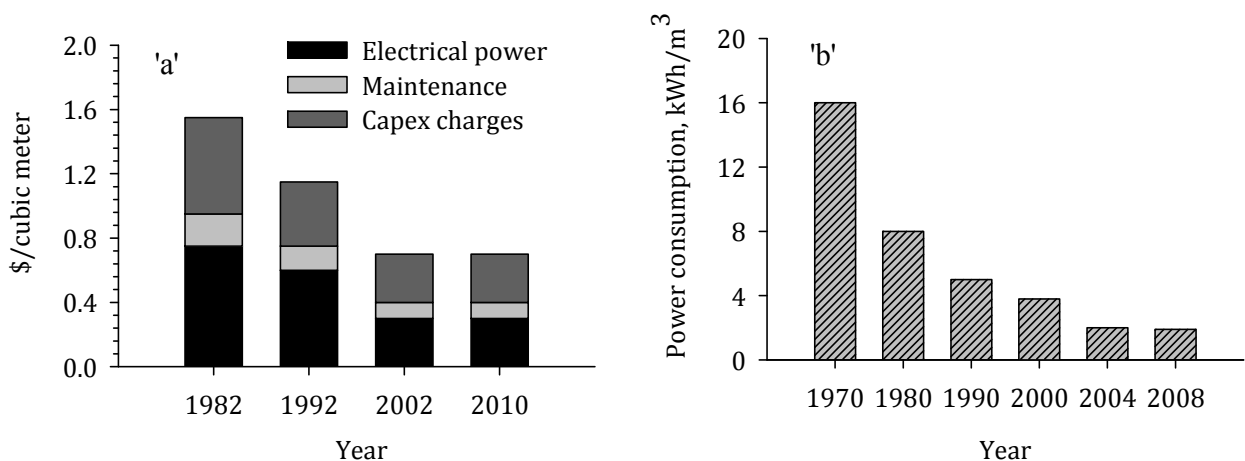 'a'
Electrical power
Maintenance
Capex charges
$/cubic meter
2.0
1.6
1.2
0.8
0.4
0.0
1982 1992 2002 2010
Year
'b'
Power consumption, kWh/m³
20
16
12
8
4
0
1970 1980 1990 2000 2004 2008
Year